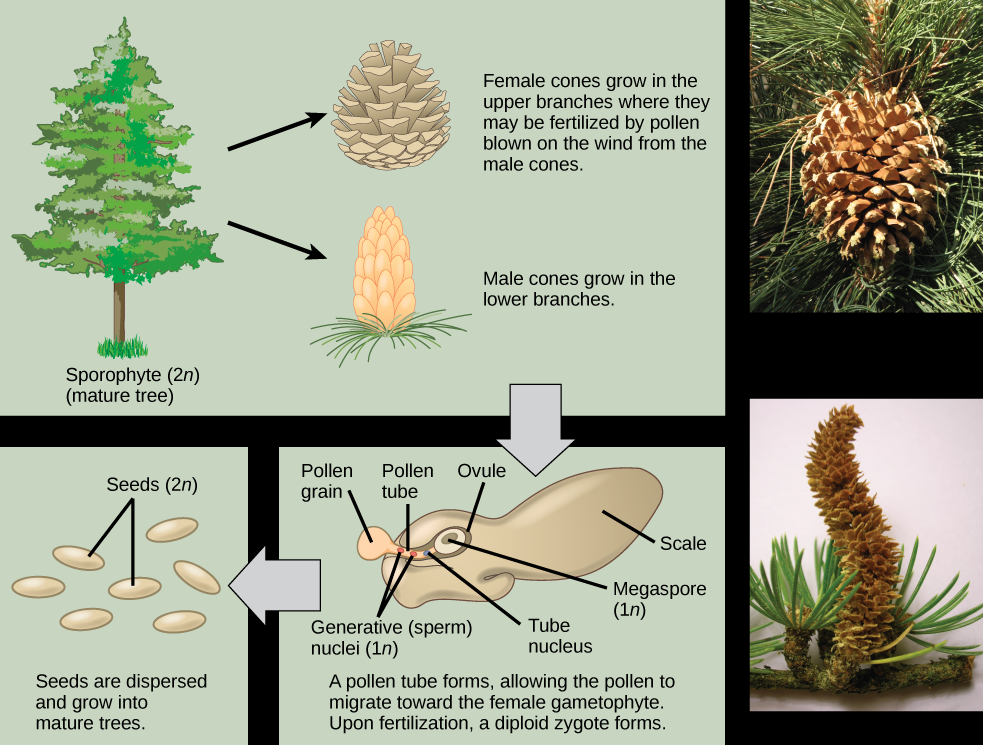 Female cones grow in the
upper branches where they
may be fertilized by pollen
blown on the wind from the
male cones.
Male cones grow in the
lower branches.
Sporophyte (2n)
(mature tree)
Pollen
grain
Pollen
tube
Ovule
Scale
Megaspore
(1n)
Tube
nucleus
Generative (sperm)
nuclei (1n)
A pollen tube forms, allowing the pollen to
migrate toward the female gametophyte.
Upon fertilization, a diploid zygote forms.
Seeds (2n)
Seeds are dispersed
and grow into
mature trees.